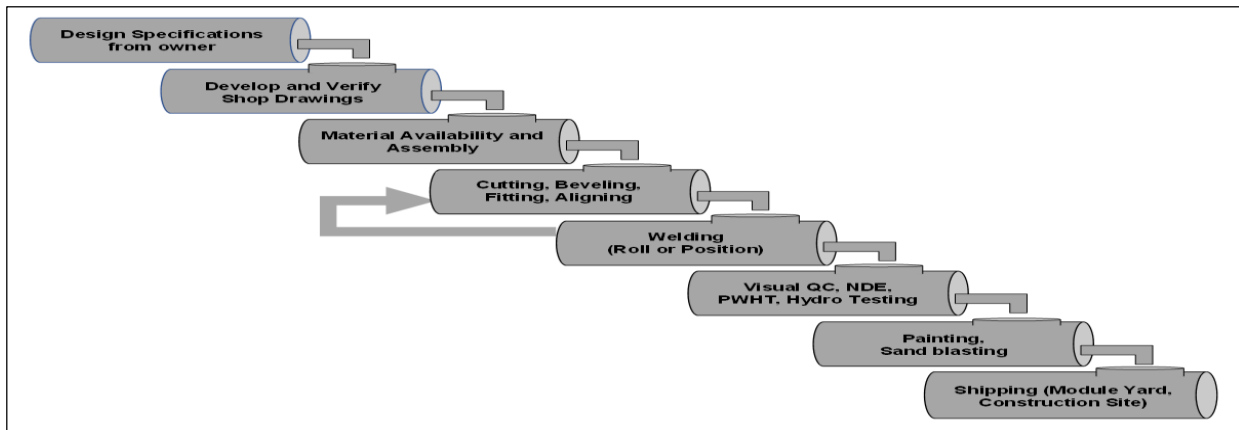 Design Specifications
from owner
Develop and Verify
Shop Drawings
Material Availability and
Assembly
Cutting, Beveling,
Fitting, Aligning
Welding
(Roll or Position)
Visual QC, NDE,
PWHT, Hydro Testing
Painting,
Sand blasting
Shipping (Module Yard,
Construction Site)